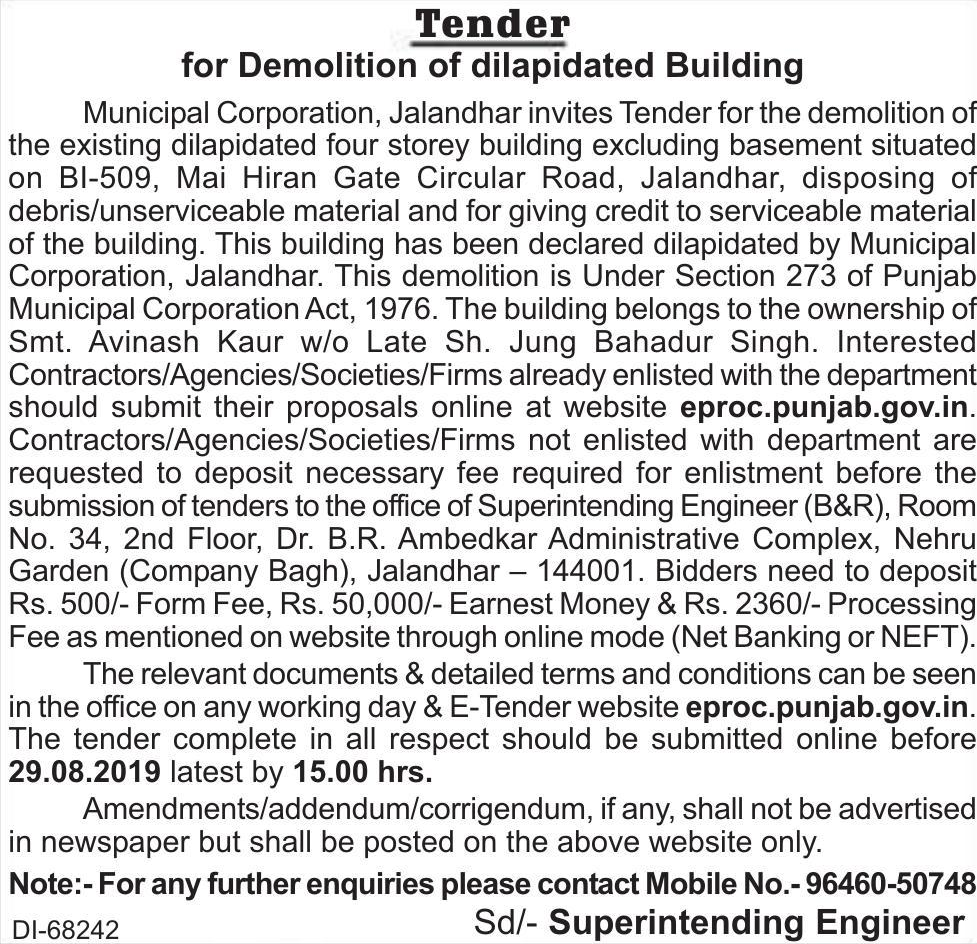 Tender
for Demolition of dilapidated Building
Municipal Corporation, Jalandhar invites Tender for the demolition of
the existing dilapidated four storey building excluding basement situated
on BI-509, Mai Hiran Gate Circular Road, Jalandhar, disposing of
debris/unserviceable material and for giving credit to serviceable material
of the building. This building has been declared dilapidated by Municipal
Corporation, Jalandhar. This demolition is Under Section 273 of Punjab
Municipal Corporation Act, 1976. The building belongs to the ownership of
Smt. Avinash Kaur w/o Late Sh. Jung Bahadur Singh. Interested
Contractors/Agencies/Societies/Firms already enlisted with the department
should submit their proposals online at website eproc.punjab.gov.in.
Contractors/Agencies/Societies/Firms not enlisted with department are
requested to deposit necessary fee required for enlistment before the
submission of tenders to the office of Superintending Engineer (B&R), Room
No. 34, 2nd Floor, Dr. B.R. Ambedkar Administrative Complex, Nehru
Garden (Company Bagh), Jalandhar – 144001. Bidders need to deposit
Rs. 500/- Form Fee, Rs. 50,000/- Earnest Money & Rs. 2360/- Processing
Fee as mentioned on website through online mode (Net Banking or NEFT).
The relevant documents & detailed terms and conditions can be seen
in the office on any working day & E-Tender website eproc.punjab.gov.in.
The tender complete in all respect should be submitted online before
29.08.2019 latest by 15.00 hrs.
Amendments/addendum/corrigendum, if any, shall not be advertised
in newspaper but shall be posted on the above website only.
Note:- For any further enquiries please contact Mobile No.- 96460-50748
DI-68242 Sd/- Superintending Engineer